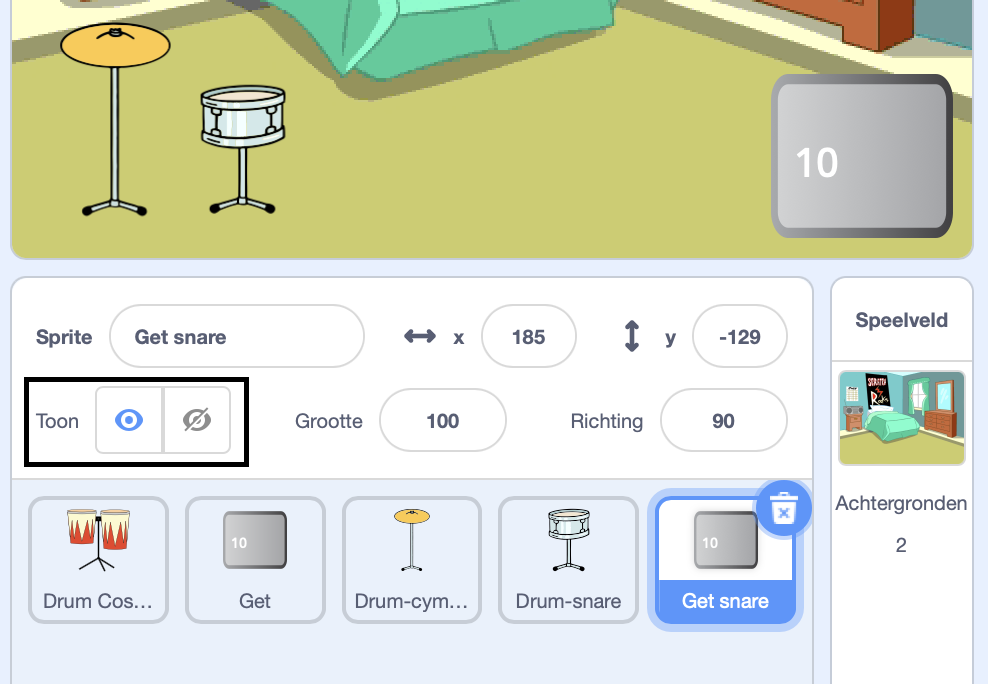 10
Sprite
Get snare
x
185
y
-129
Toon
Grootte
100
Richting
90
Speelveld
10
10
Drum Cos...
Get
Drum-cym...
Drum-snare
Get snare
Achtergronden
2